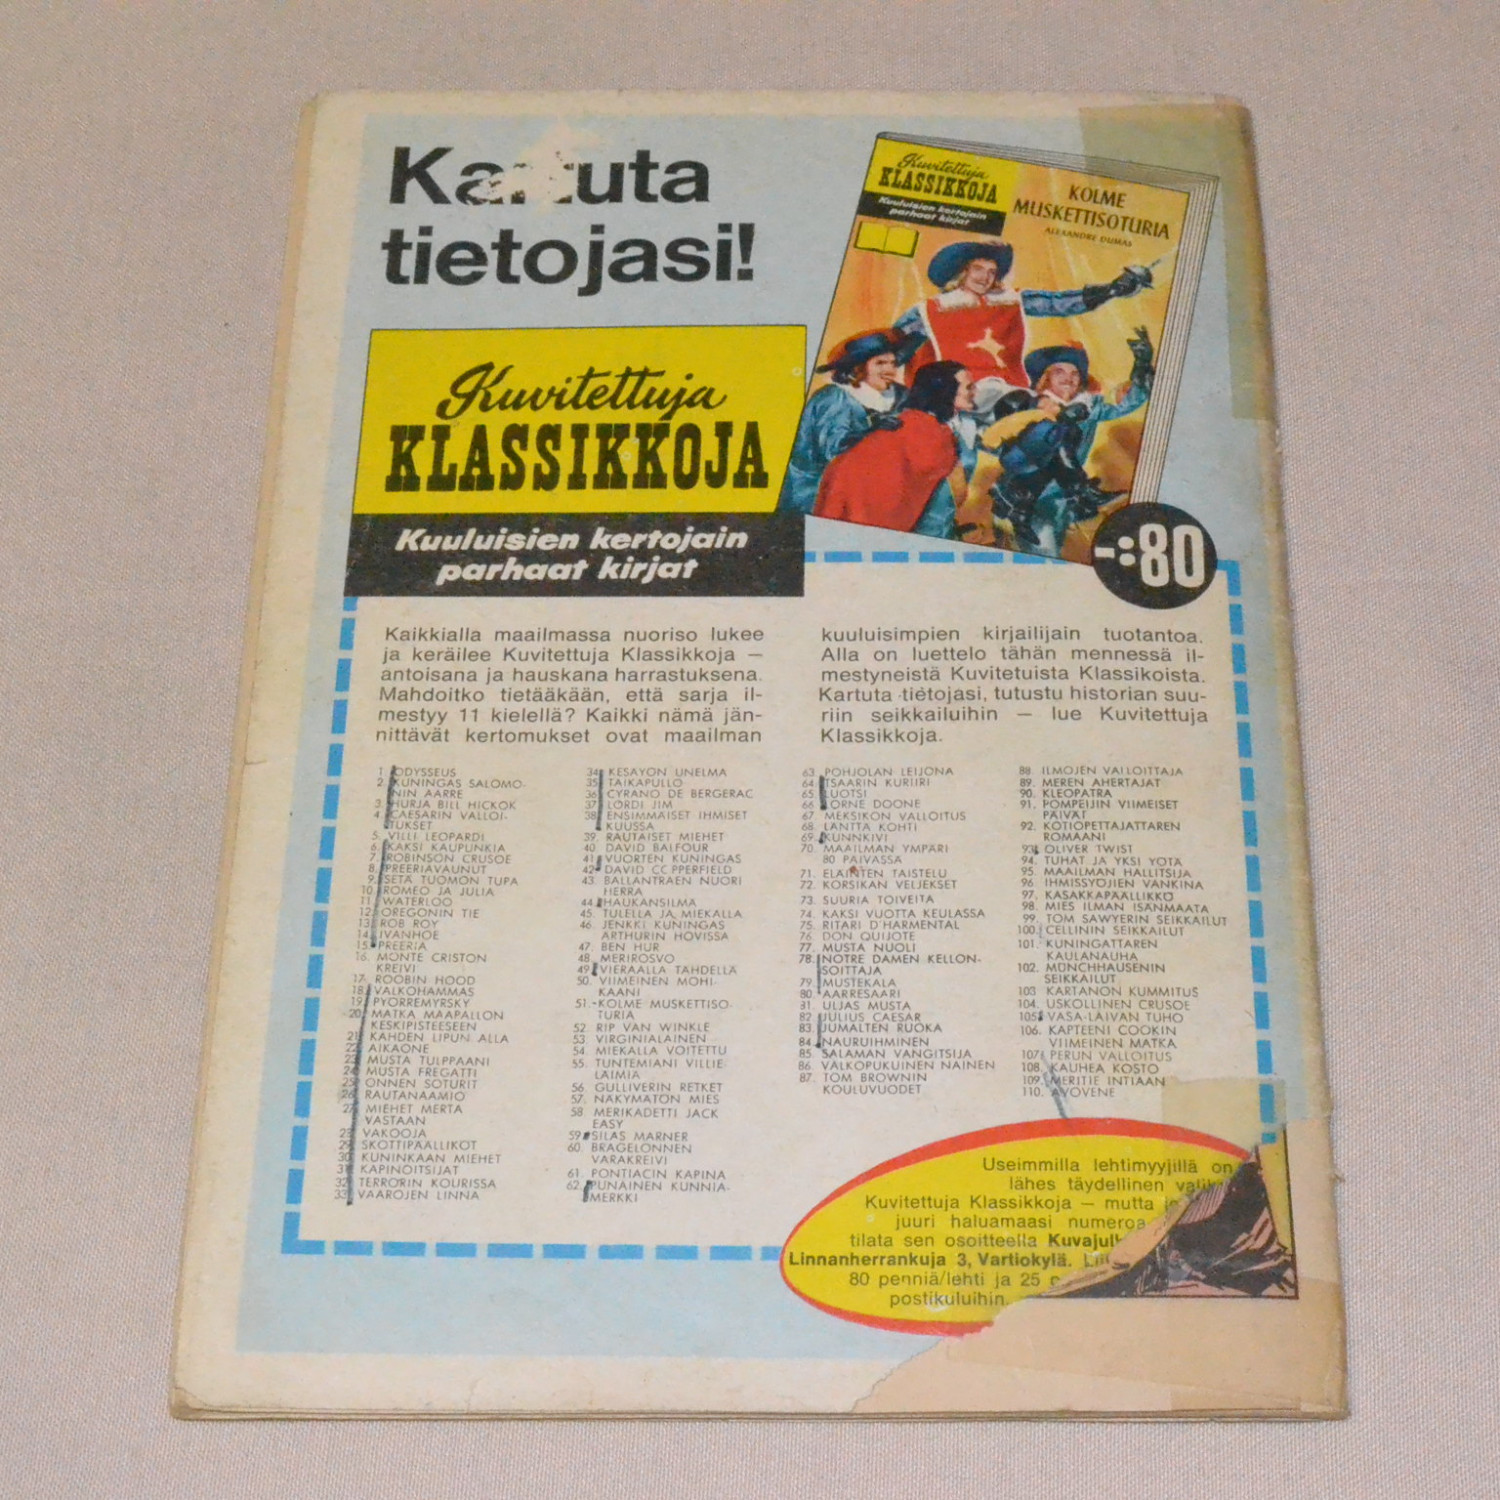 Kartuta
tietojasi!
Kuvitettuja
KLASSIKKOJA
Kuuluisien kertojain
parhaat kirjat
Kuvitettuja
KLASSIKKOJA
Kuuluisien kertojain
parhaat kirjat
KOLME
MUSKETTISOTURIA
ALEXANDRE DUMAS
-:80
Kaikkialla maailmassa nuoriso lukee
ja keräilee Kuvitettuja Klassikkoja —
antoisana ja hauskana harrastuksena.
Mahdoitko tietääkään, että sarja il-
mestyy 11 kielellä? Kaikki nämä jän-
nittävät kertomukset ovat maailman
kuuluisimpien kirjailijain tuotantoa.
Alla on luettelo tähän mennessä il-
mestyneistä Kuvitetuista Klassikoista.
Kartuta tietojasi, tutustu historian suu-
riin seikkailuihin — lue Kuvitettuja
Klassikkoja.
1. ODYSSEUS
2. KUNINGAS SALOMO-
NIN AARRE
3. HURJA BILL HICKOK
4. CAESARIN VALLOI-
TUKSET
5. VILLI LEOPARDI
6. KAKSI KAUPUNKIA
7. ROBINSON CRUSOE
8. PREERIAVAUNUT
9. SETÄ TUOMON TUPA
10. ROMEO JA JULIA
11. WATERLOO
12. OREGONIN TIE
13. ROB ROY
14. IVANHOE
15. PREERIA
16. MONTE CRISTON
KREIVI
17. ROOBIN HOOD
18. VALKOHAMMAS
19. PYÖRREMYRSKY
20. MATKA MAAPALLON
KESKIPISTEESEEN
21. KAHDEN LIPUN ALLA
22. AIKAONE
23. MUSTA TULPPAANI
24. MUSTA FREGATTI
25. ONNEN SOTURIT
26. RAUTANAAMIO
27. MIEHET MERTA
VASTAAN
28. VAKOOJA
29. SKOTTIPÄÄLLIKÖT
30. KUNINKAAN MIEHET
31. KAPINOITSIJAT
32. TERRORIN KOURISSA
33. VAAROJEN LINNA
34. KESÄYÖN UNELMA
35. TAIKAPULLO
36. CYRANO DE BERGERAC
37. LORDI JIM
38. ENSIMMÄISET IHMISET
KUUSSA
39. RAUTAISET MIEHET
40. DAVID BALFOUR
41. VUORTEN KUNINGAS
42. DAVID COPPERFIELD
43. BALLANTRAEN NUORI
HERRA
44. HAUKANSILMÄ
45. TULELLA JA MIEKALLA
46. JENKKI KUNINGAS
ARTHURIN HOVISSA
47. BEN HUR
48. MERIROSVO
49. VIERAALLA TÄHDELLÄ
50. VIIMEINEN MOHI-
KAANI
51. KOLME MUSKETTISO-
TURIA
52. RIP VAN WINKLE
53. VIRGINIALAINEN
54. MIEKALLA VOITETTU
55. TUNTEMANI VILLIE-
LÄIMIÄ
56. GULLIVERIN RETKET
57. NÄKYMÄTÖN MIES
58. MERIKADETTI JACK
EASY
59. SILAS MARNER
60. BRAGELONNEN
VARAKREIVI
61. PONTIACIN KAPINA
62. PUNAINEN KUNNIA-
MERKKI
63. POHJOLAN LEIJONA
64. TSAARIN KURIIRI
65. LUOTSI
66. LORNE DOONE
67. MEKSIKON VALLOITUS
68. LÄNTTÄ KOHTI
69. KUNNKIVI
70. MAAILMAN YMPÄRI
80 PÄIVÄSSÄ
71. ELÄINTEN TAISTELU
72. KORSIKAN VELJEKSET
73. SUURIA TOIVEITA
74. KAKSI VUOTTA KEULASSA
75. RITARI D'HARMENTAL
76. DON QUIJOTE
77. MUSTA NUOLI
78. NOTRE DAMEN KELLON-
SOITTAJA
79. MUSTEKALA
80. AARRESAARI
81. ULJAS MUSTA
82. JULIUS CAESAR
83. JUMALTEN RUOKA
84. NAURUIHMINEN
85. SALAMAN VANGITSIJA
86. VALKOPUKUINEN NAINEN
87. TOM BROWNIN
KOULUVUODET
88. ILMOJEN VALLOITTAJA
89. MEREN AHERTAJAT
90. KLEOPATRA
91. POMPEIJIN VIIMEISET
PÄIVÄT
92. KOTIOPETTAJATTAREN
ROMAANI
93. OLIVER TWIST
94. TUHAT JA YKSI YÖTÄ
95. MAAILMAN HALLITSIJA
96. IHMISSYÖJIEN VANKINA
97. KASAKKAPÄÄLLIKKÖ
98. MIES ILMAN ISÄNMAATA
99. TOM SAWYERIN SEIKKAILUT
100. CELLININ SEIKKAILUT
101. KUNINGATTAREN
KAULANAUHA
102. MÜNCHHAUSENIN
SEIKKAILUT
103. KARTANON KUMMITUS
104. USKOLLINEN CRUSOE
105. VASA-LAIVAN TUHO
106. KAPTEENI COOKIN
VIIMEINEN MATKA
107. PERUN VALLOITUS
108. KAUHEA KOSTO
109. MERITIE INTIAAN
110. AVOVENE
Useimmilla lehtimyyjillä on
lähes täydellinen
Kuvitettuja Klassikkoja — mutta
juuri haluamaasi numeroa
tilata sen osoitteella
Linnanherrankuja 3, Vartiokylä.
80 penniä/lehti ja 25
postikuluihin.